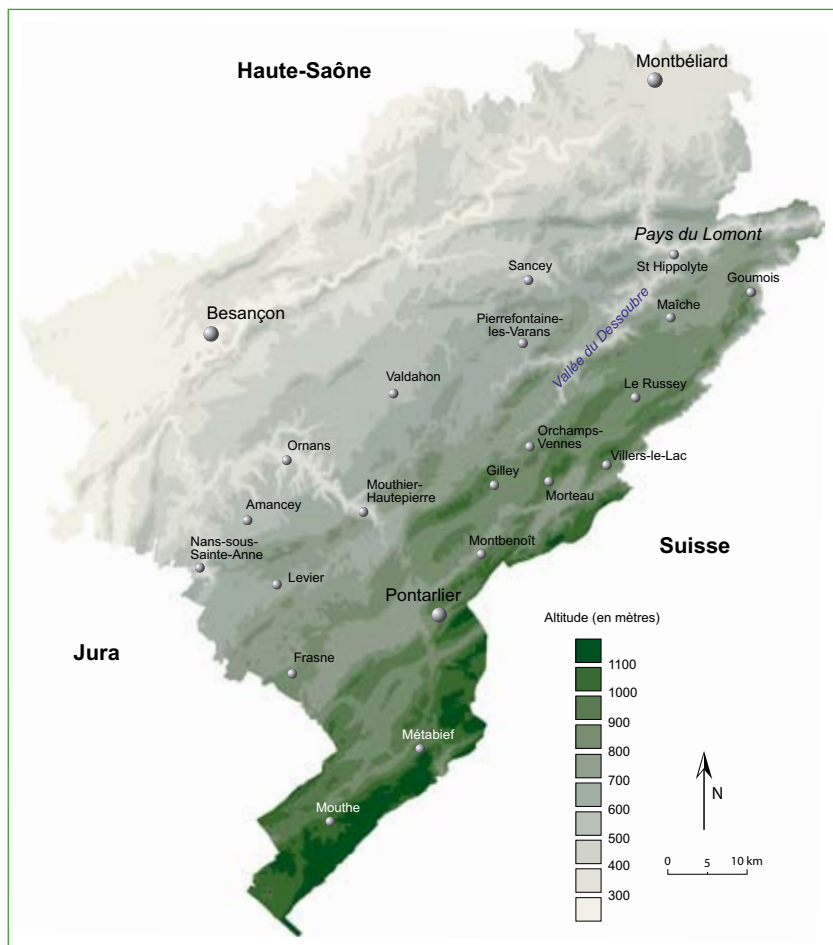 Haute-Saône
Montbéliard
Pays du Lomont
St Hippolyte
Sancey
Goumois
Maîche
Besançon
Pierrefontaine-
les-Varans
Vallée du Dessoubre
Valdahon
Le Russey
Orchamps-
Vennes
Ornans
Villers-le-Lac
Gilley
Mouthier-
Hautepierre
Morteau
Amancey
Nans-sous-
Sainte-Anne
Montbenoît
Suisse
Levier
Pontarlier
Altitude (en mètres)
Jura
Frasne
1100
1000
900
800
700
600
500
400
300
Métabief
Mouthe
N
0 5 10 km